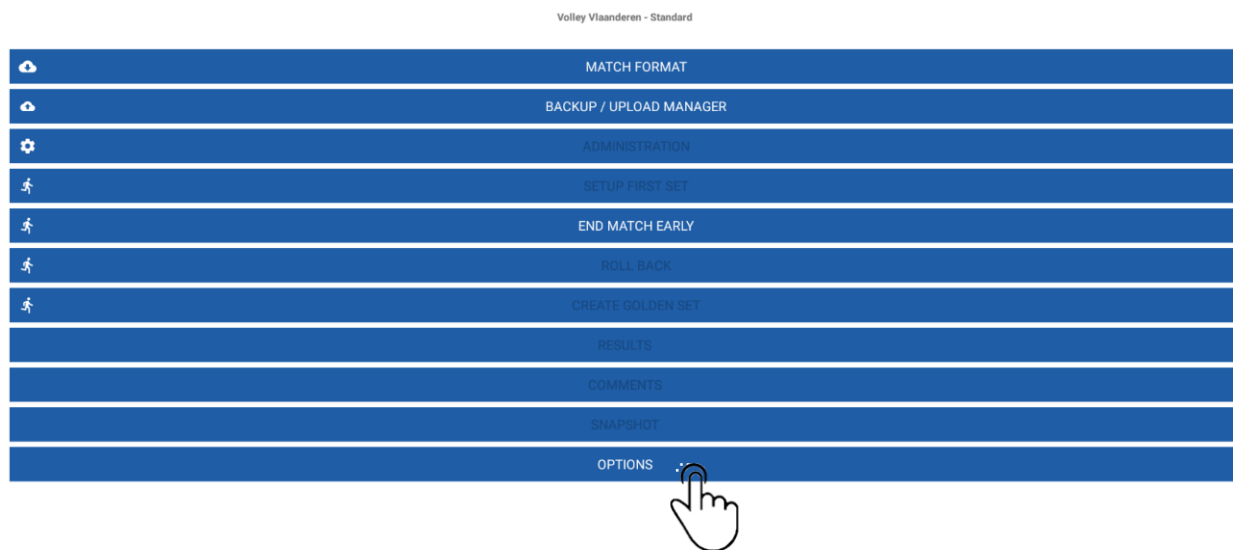 Volley Vlaanderen - Standard
MATCH FORMAT
BACKUP / UPLOAD MANAGER
ADMINISTRATION
SETUP FIRST SET
END MATCH EARLY
ROLL BACK
CREATE GOLDEN SET
RESULTS
COMMENTS
SNAPSHOT
OPTIONS